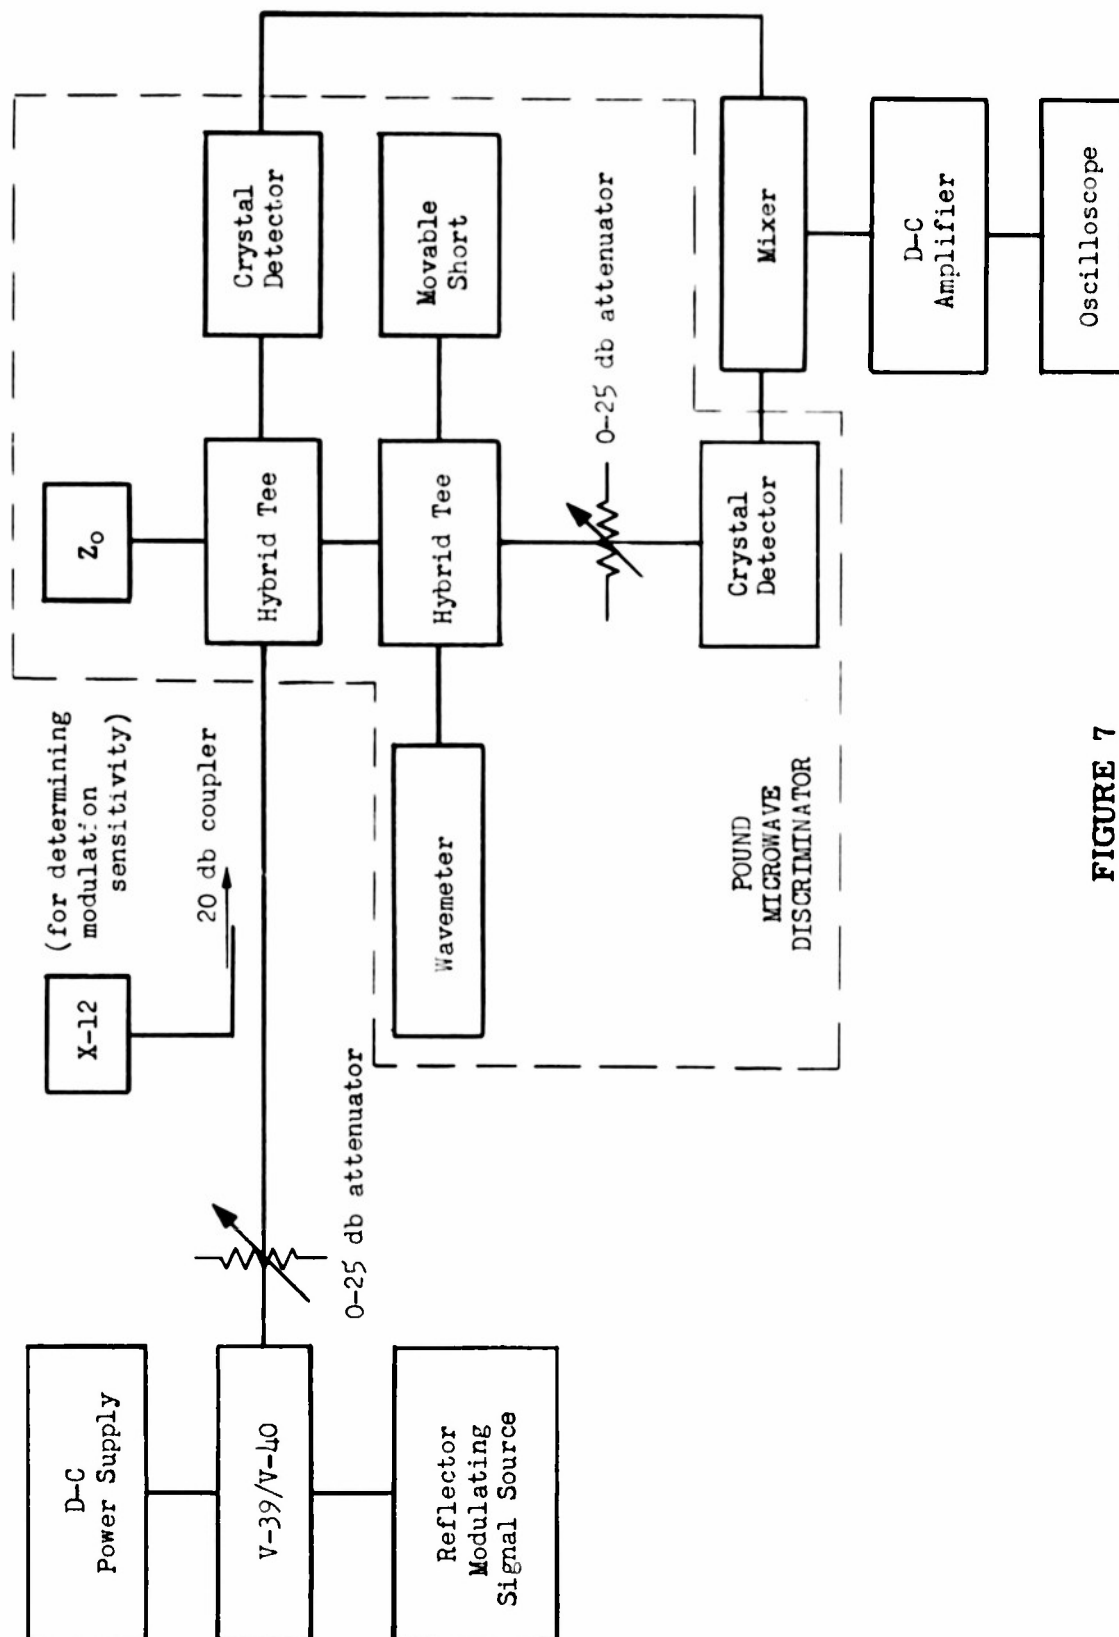 D-C
Power Supply
V-39/V-40
Reflector
Modulating
Signal Source
0-25 db attenuator
X-12
(for determining
modulation
sensitivity)
20 db coupler
Z₀
Hybrid Tee
Crystal
Detector
Wavemeter
Hybrid Tee
Movable
Short
0-25 db attenuator
POUND
MICROWAVE
DISCRIMINATOR
Crystal
Detector
Mixer
D-C
Amplifier
Oscilloscope
FIGURE 7